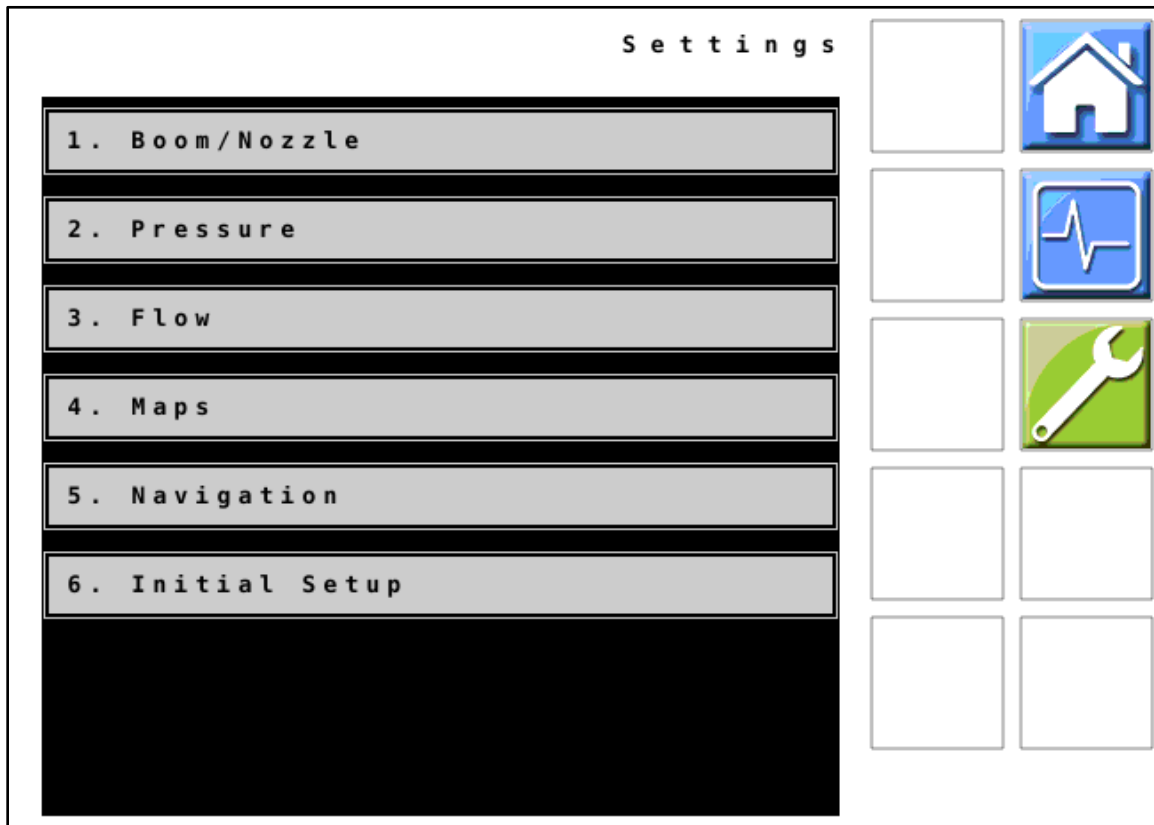 Settings
1. Boom/Nozzle
2. Pressure
3. Flow
4. Maps
5. Navigation
6. Initial Setup